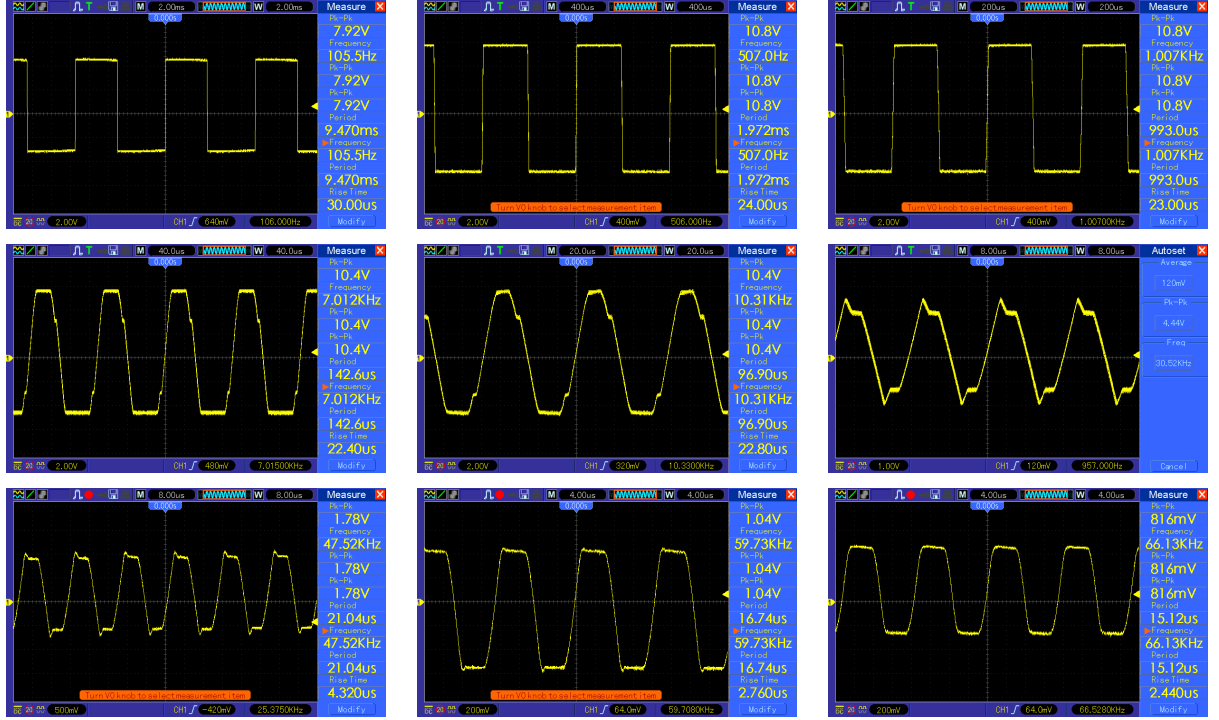 M 2.00ms W 2.00ms Measure
0.000s
Pk-Pk
7.92V
Frequency
105.5Hz
Pk-Pk
7.92V
Pk-Pk
7.92V
Period
9.470ms
Frequency
105.5Hz
Period
9.470ms
Rise Time
30.00us
DC 20 2.00V CH1 640mV 106.000Hz Modify
M 400us W 400us Measure
0.000s
Pk-Pk
10.8V
Frequency
507.0Hz
Pk-Pk
10.8V
Pk-Pk
10.8V
Period
1.972ms
Frequency
507.0Hz
Period
1.972ms
Rise Time
24.00us
Turn V0 knob to select measurement item
DC 20 2.00V CH1 400mV 506.000Hz Modify
M 200us W 200us Measure
0.000s
Pk-Pk
10.8V
Frequency
1.007KHz
Pk-Pk
10.8V
Pk-Pk
10.8V
Period
993.0us
Frequency
1.007KHz
Period
993.0us
Rise Time
23.00us
Turn V0 knob to select measurement item
DC 20 2.00V CH1 400mV 1.00700KHz Modify
M 40.0us W 40.0us Measure
0.000s
Pk-Pk
10.4V
Frequency
7.012KHz
Pk-Pk
10.4V
Pk-Pk
10.4V
Period
142.6us
Frequency
7.012KHz
Period
142.6us
Rise Time
22.40us
DC 20 2.00V CH1 480mV 7.01500KHz Modify
M 20.0us W 20.0us Measure
0.000s
Pk-Pk
10.4V
Frequency
10.31KHz
Pk-Pk
10.4V
Pk-Pk
10.4V
Period
96.90us
Frequency
10.31KHz
Period
96.90us
Rise Time
22.80us
DC 20 2.00V CH1 320mV 10.3300KHz Modify
M 8.00us W 8.00us Autoset
0.000s
Average
120mV
Pk-Pk
4.44V
Freq
30.52KHz
DC 20 1.00V CH1 120mV 957.000Hz Cancel
M 8.00us W 8.00us Measure
0.000s
Pk-Pk
1.78V
Frequency
47.52KHz
Pk-Pk
1.78V
Pk-Pk
1.78V
Period
21.04us
Frequency
47.52KHz
Period
21.04us
Rise Time
4.320us
Turn V0 knob to select measurement item
DC 20 500mV CH1 -420mV 25.3750KHz Modify
M 4.00us W 4.00us Measure
0.000s
Pk-Pk
1.04V
Frequency
59.73KHz
Pk-Pk
1.04V
Pk-Pk
1.04V
Period
16.74us
Frequency
59.73KHz
Period
16.74us
Rise Time
2.760us
Turn V0 knob to select measurement item
DC 20 200mV CH1 64.0mV 59.7080KHz Modify
M 4.00us W 4.00us Measure
0.000s
Pk-Pk
816mV
Frequency
66.13KHz
Pk-Pk
816mV
Pk-Pk
816mV
Period
15.12us
Frequency
66.13KHz
Period
15.12us
Rise Time
2.440us
DC 20 200mV CH1 64.0mV 66.5280KHz Modify